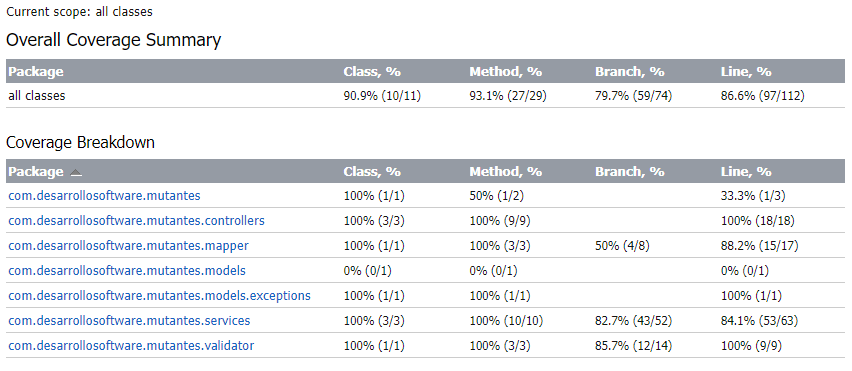 Current scope: all classes
Overall Coverage Summary
Package Class, % Method, % Branch, % Line, %
all classes 90.9% (10/11) 93.1% (27/29) 79.7% (59/74) 86.6% (97/112)
Coverage Breakdown
Package Class, % Method, % Branch, % Line, %
com.desarrollosoftware.mutantes 100% (1/1) 50% (1/2) 33.3% (1/3)
com.desarrollosoftware.mutantes.controllers 100% (3/3) 100% (9/9) 100% (18/18)
com.desarrollosoftware.mutantes.mapper 100% (1/1) 100% (3/3) 50% (4/8) 88.2% (15/17)
com.desarrollosoftware.mutantes.models 0% (0/1) 0% (0/1) 0% (0/1)
com.desarrollosoftware.mutantes.models.exceptions 100% (1/1) 100% (1/1) 100% (1/1)
com.desarrollosoftware.mutantes.services 100% (3/3) 100% (10/10) 82.7% (43/52) 84.1% (53/63)
com.desarrollosoftware.mutantes.validator 100% (1/1) 100% (3/3) 85.7% (12/14) 100% (9/9)